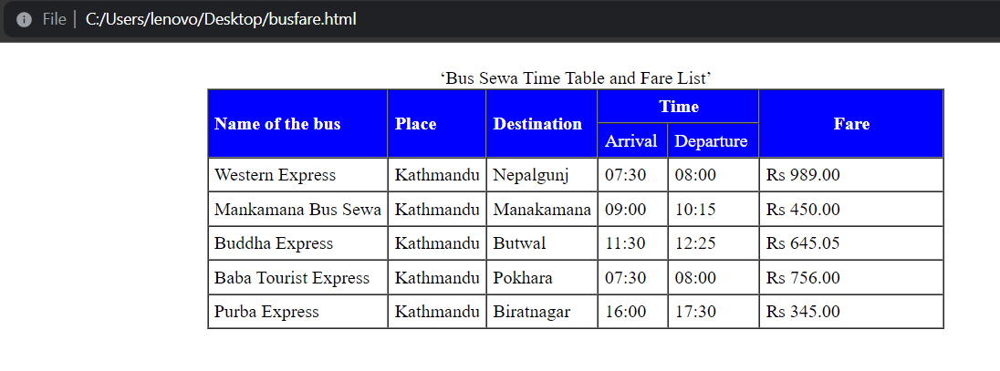 File | C:/Users/lenovo/Desktop/busfare.html
‘Bus Sewa Time Table and Fare List’
Name of the bus Place Destination Time Fare
Arrival Departure
Western Express Kathmandu Nepalgunj 07:30 08:00 Rs 989.00
Mankamana Bus Sewa Kathmandu Manakamana 09:00 10:15 Rs 450.00
Buddha Express Kathmandu Butwal 11:30 12:25 Rs 645.05
Baba Tourist Express Kathmandu Pokhara 07:30 08:00 Rs 756.00
Purba Express Kathmandu Biratnagar 16:00 17:30 Rs 345.00